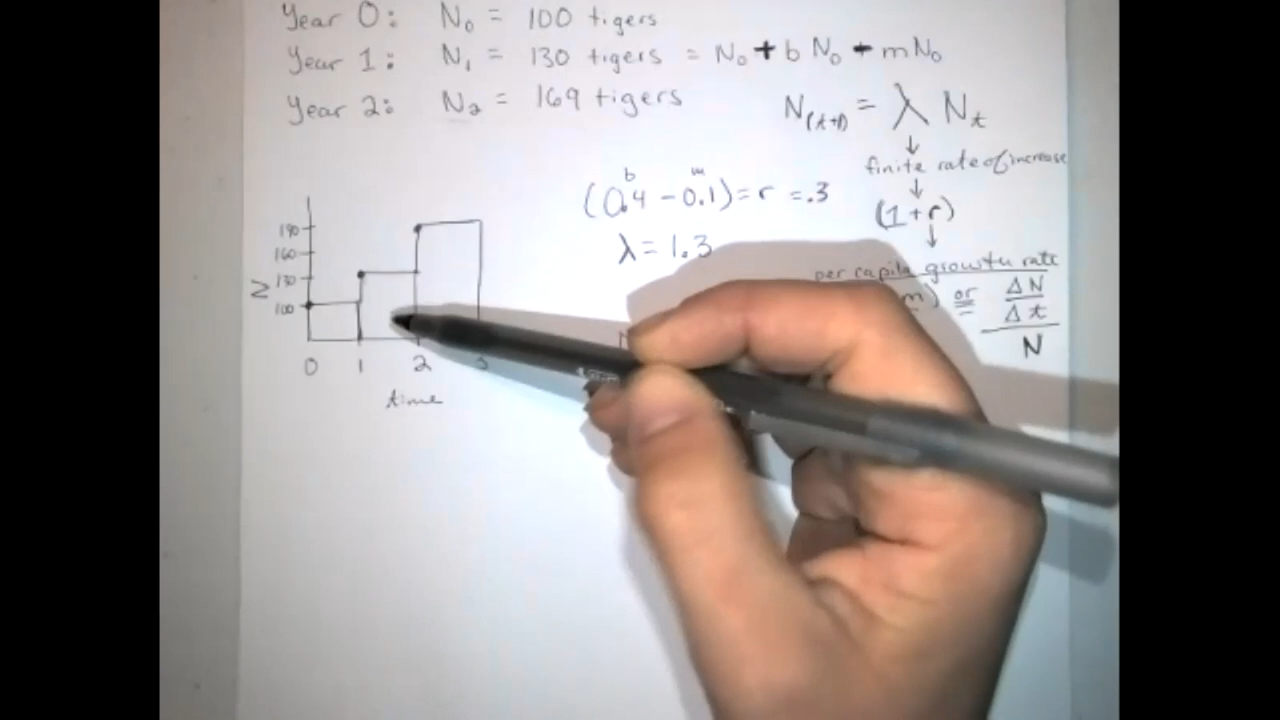 Year 0: N₀ = 100 tigers
Year 1: N₁ = 130 tigers = N₀ + b N₀ + m N₀
Year 2: N₂ = 169 tigers
N(t+1) = λ Nt
↓
finite rate of increase
↓
(1+r)
↓
per capita growth rate
m) or ΔN
Δt
N
b m
(0.4 - 0.1) = r = .3
λ = 1.3
190
160
130
100
N
0 1 2 3
time